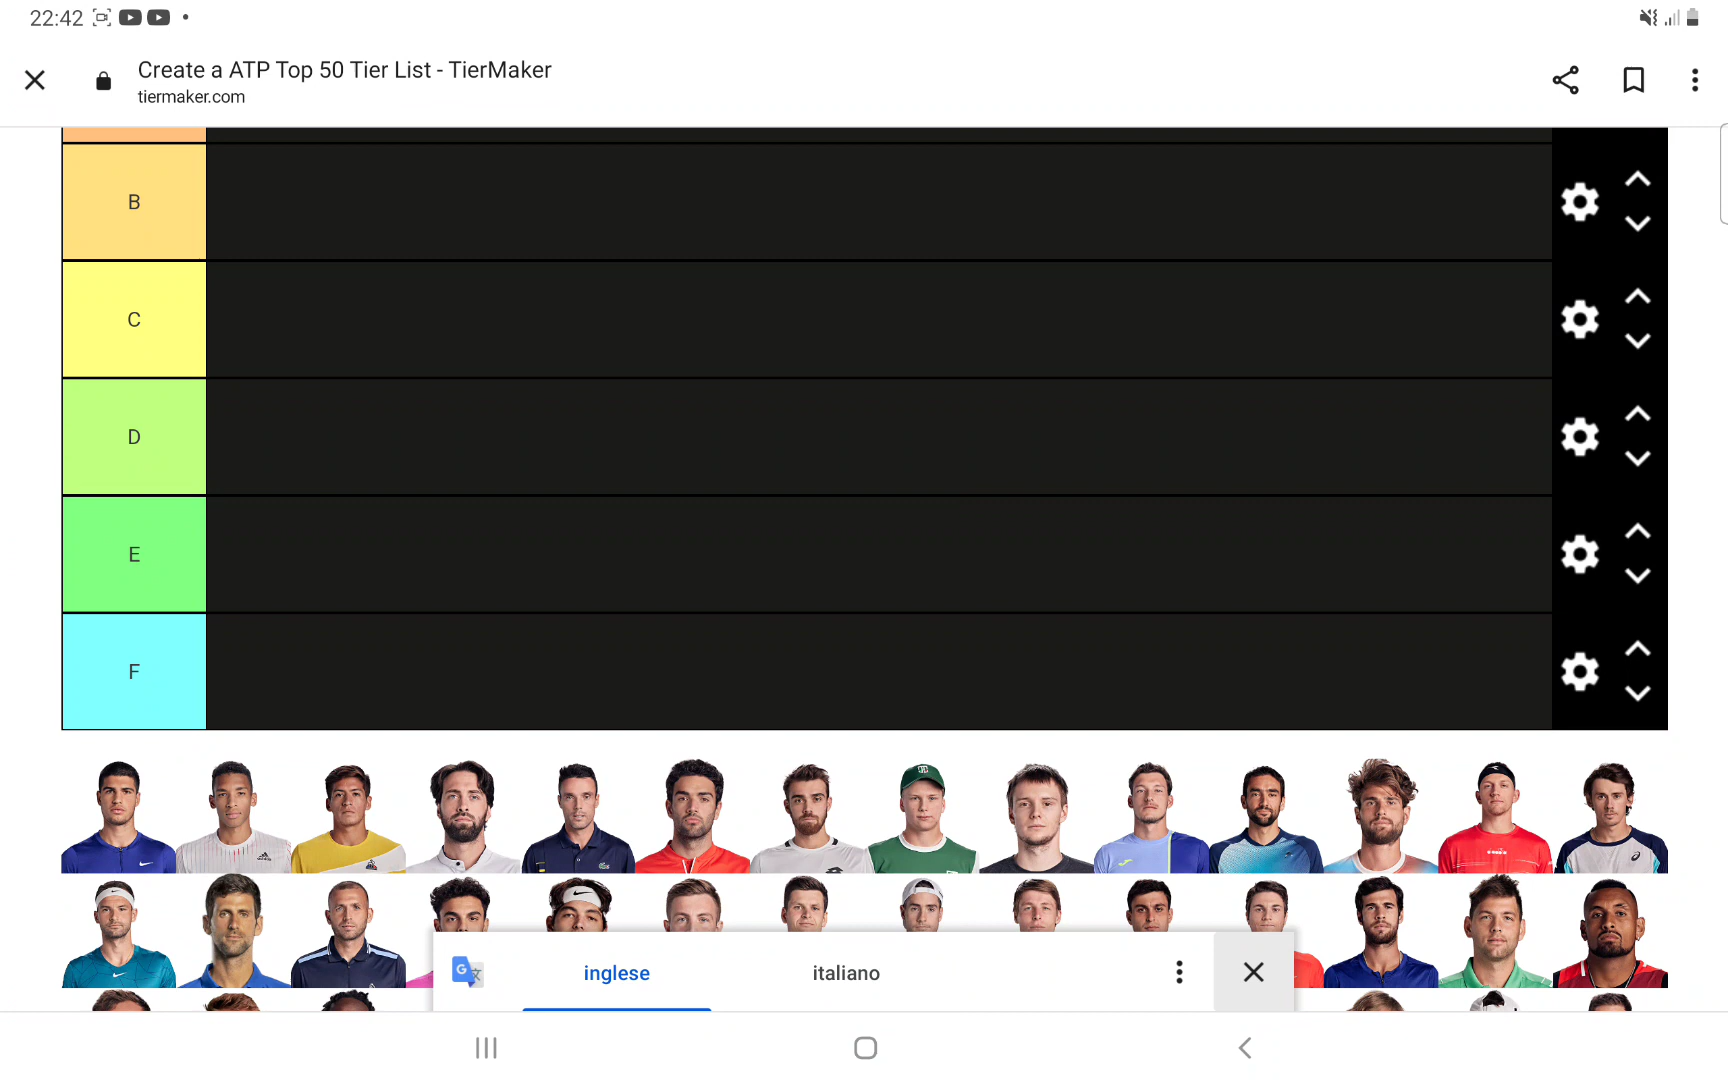 22:42
Create a ATP Top 50 Tier List - TierMaker
tiermaker.com
B
C
D
E
F
inglese
italiano